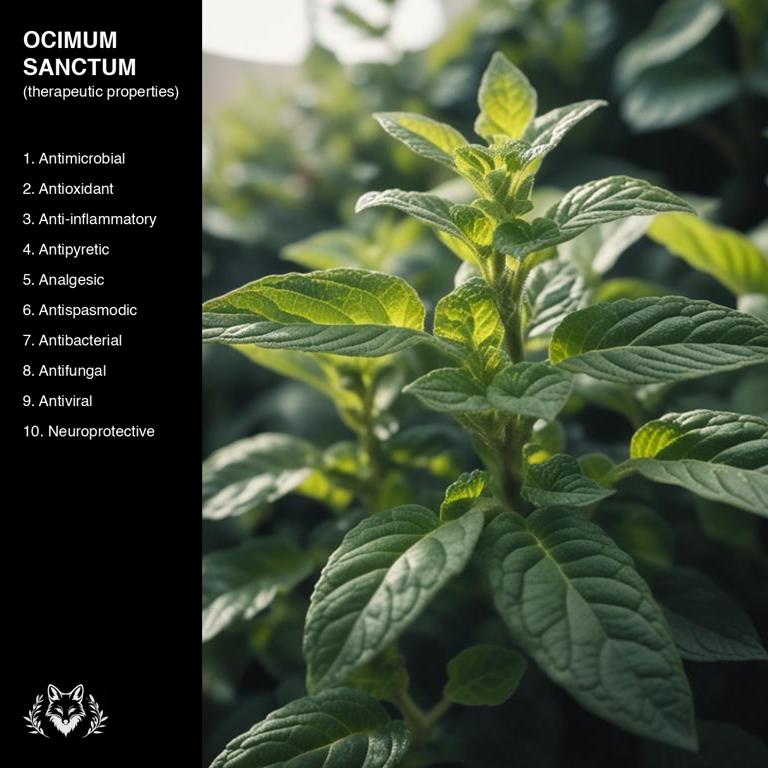 OCIMUM
SANCTUM
(therapeutic properties)
1. Antimicrobial
2. Antioxidant
3. Anti-inflammatory
4. Antipyretic
5. Analgesic
6. Antispasmodic
7. Antibacterial
8. Antifungal
9. Antiviral
10. Neuroprotective